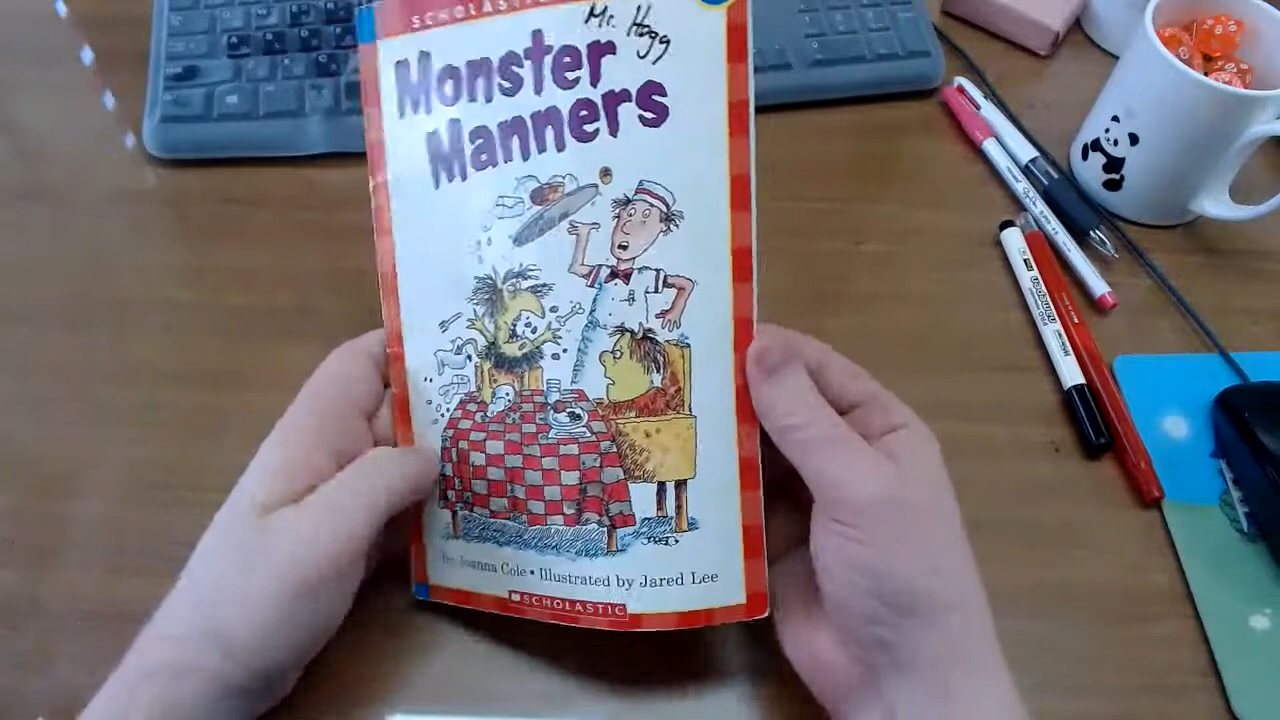 SCHOLASTIC
Mr. Hogg
Monster
Manners
by Joanna Cole • Illustrated by Jared Lee
SCHOLASTIC